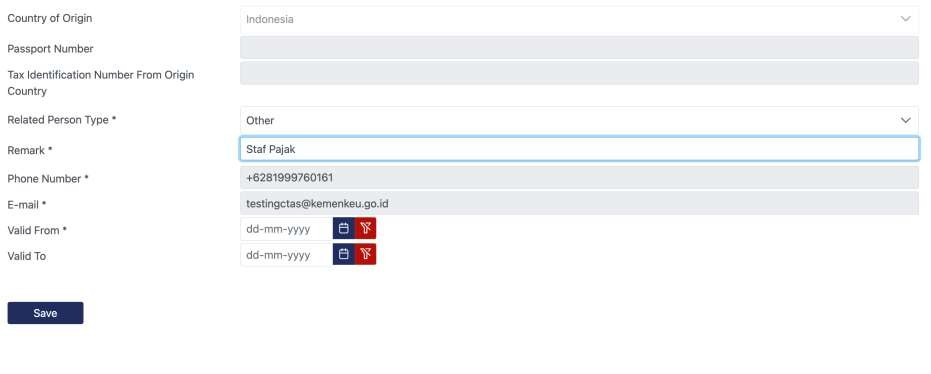 Country of Origin
Indonesia
Passport Number
Tax Identification Number From Origin
Country
Related Person Type *
Other
Remark *
Staf Pajak
Phone Number *
+6281999760161
E-mail *
testingctas@kemenkeu.go.id
Valid From *
dd-mm-yyyy
Valid To
dd-mm-yyyy
Save